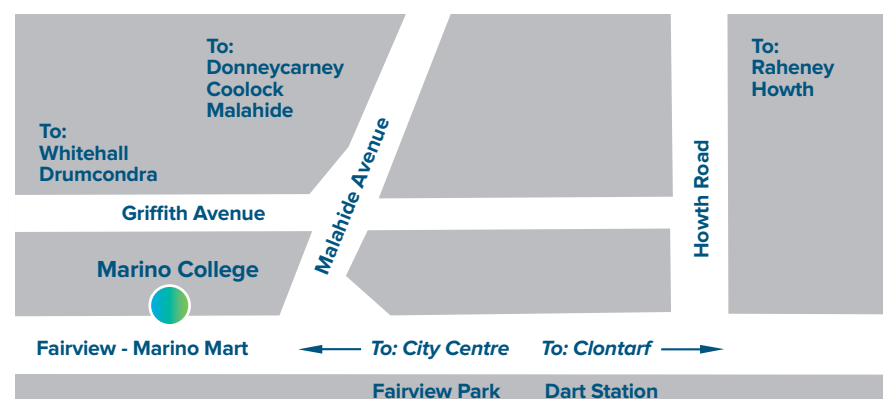 To:
Donneycarney
Coolock
Malahide
To:
Raheney
Howth
To:
Whitehall
Drumcondra
Malahide Avenue
Howth Road
Griffith Avenue
Marino College
Fairview - Marino Mart
To: City Centre
To: Clontarf
Fairview Park
Dart Station